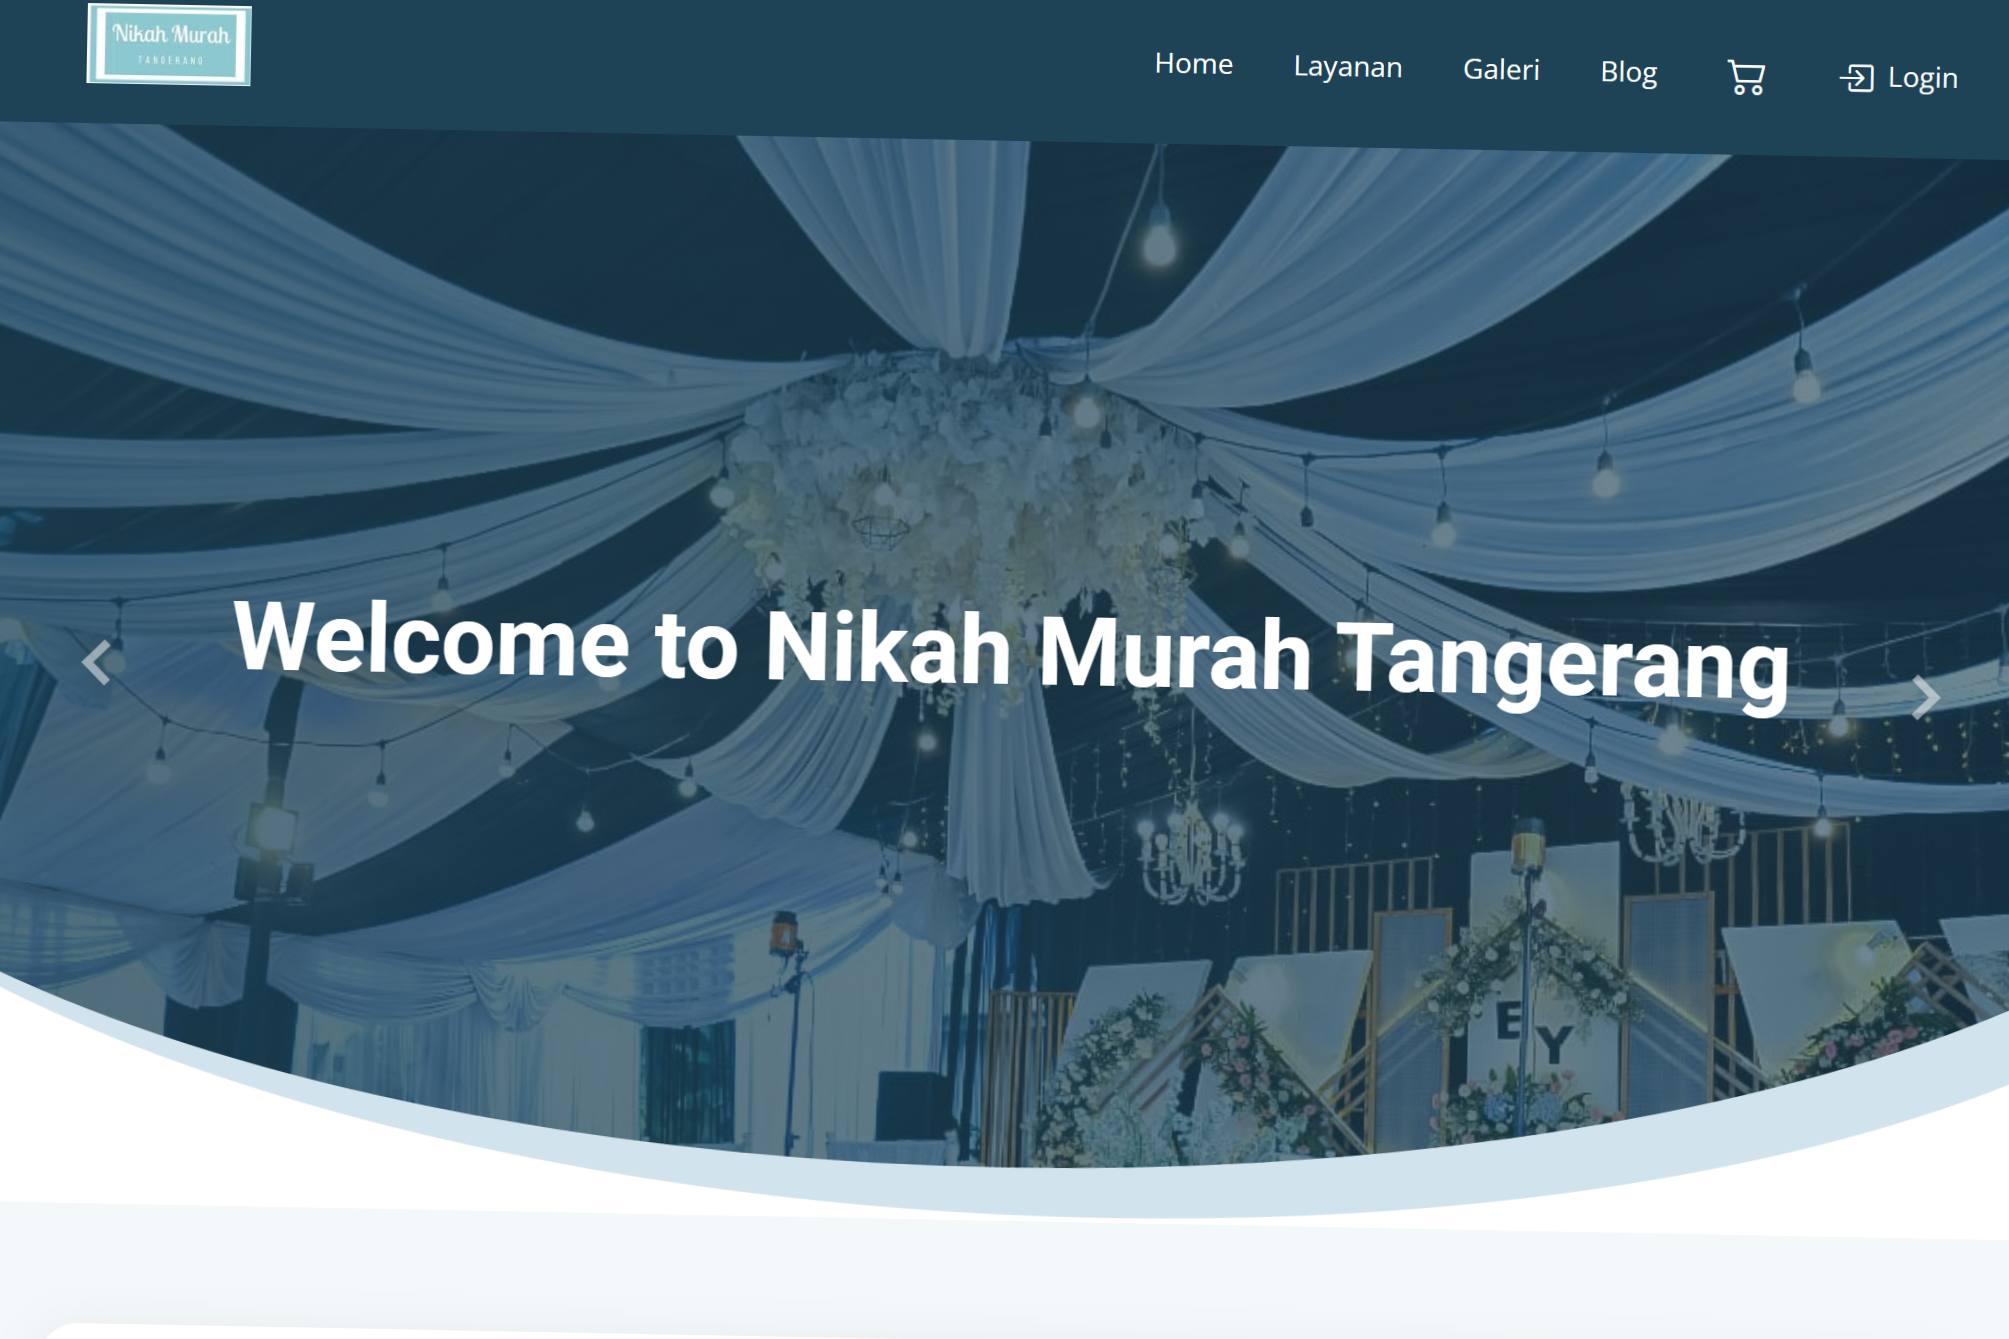 Nikah Murah
TANGERANG
Home Layanan Galeri Blog Login
Welcome to Nikah Murah Tangerang
E
Y